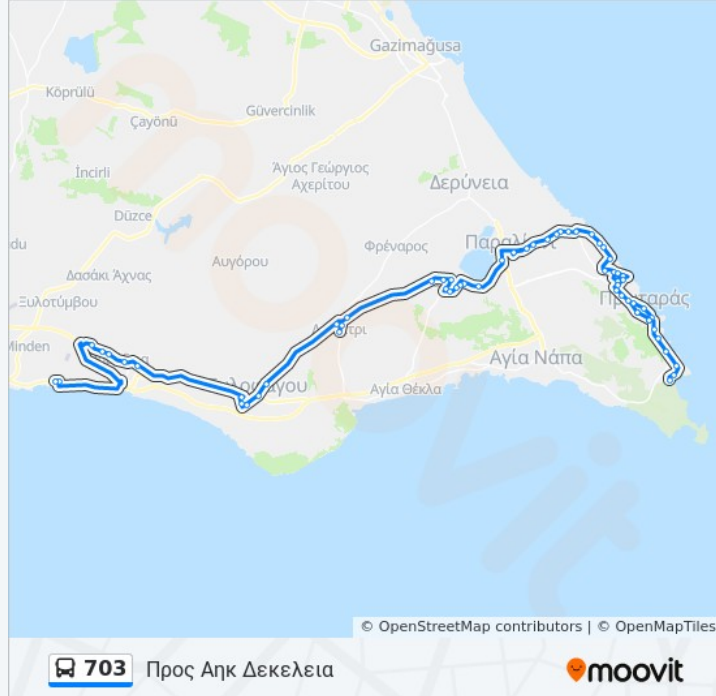 Gazimağusa
Köprülü
Güvercinlik
Çayönü
Άγιος Γεώργιος
Αχερίτου
İncirli
Δερύνεια
Düzce
Φρέναρος
Αυγόρου
Δασάκι Άχνας
Ξυλοτύμβου
Minden
Αγία Νάπα
Αγία Θέκλα
moovit
© OpenStreetMap contributors | © OpenMapTiles
703 Προς Αηκ Δεκελεια
moovit